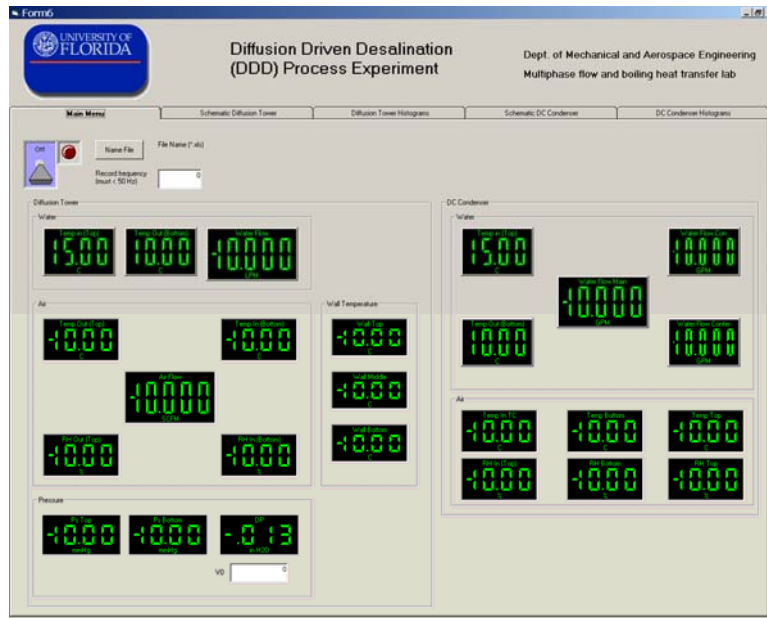 Form6
UNIVERSITY OF
FLORIDA
Diffusion Driven Desalination
(DDD) Process Experiment
Dept. of Mechanical and Aerospace Engineering
Multiphase flow and boiling heat transfer lab
Main Menu
Schematic Diffusion Tower
Diffusion Tower Histograms
Schematic DC Condenser
DC Condenser Histograms
Off
Name File
File Name (*.xls)
Record frequency
(must < 50 Hz)
0
Diffusion Tower
Water
Temp in (Top)
15.00
C
Temp Out (Bottom)
10.00
C
Water Flow
-10.000
LPM
Air
Temp Out (Top)
-10.00
C
Temp In (Bottom)
-10.00
C
Air Flow
-10.000
SCFM
RH Out (Top)
-10.00
%
RH In (Bottom)
-10.00
%
Wall Temperature
Wall Top
-10.00
C
Wall Middle
-10.00
C
Wall Bottom
-10.00
C
Pressure
Ps Top
-10.00
mmHg
Ps Bottom
-10.00
mmHg
DP
-.013
in H2O
V0
0
DC Condenser
Water
Temp in (Top)
15.00
C
Water Flow Main
-10.000
GPM
-10.000
GPM
Temp Out (Bottom)
10.00
C
-10.000
GPM
Air
Temp In TC
-10.00
C
Temp Bottom
-10.00
C
Temp Top
-10.00
C
RH In (Top)
-10.00
%
RH Bottom
-10.00
%
RH Top
-10.00
%